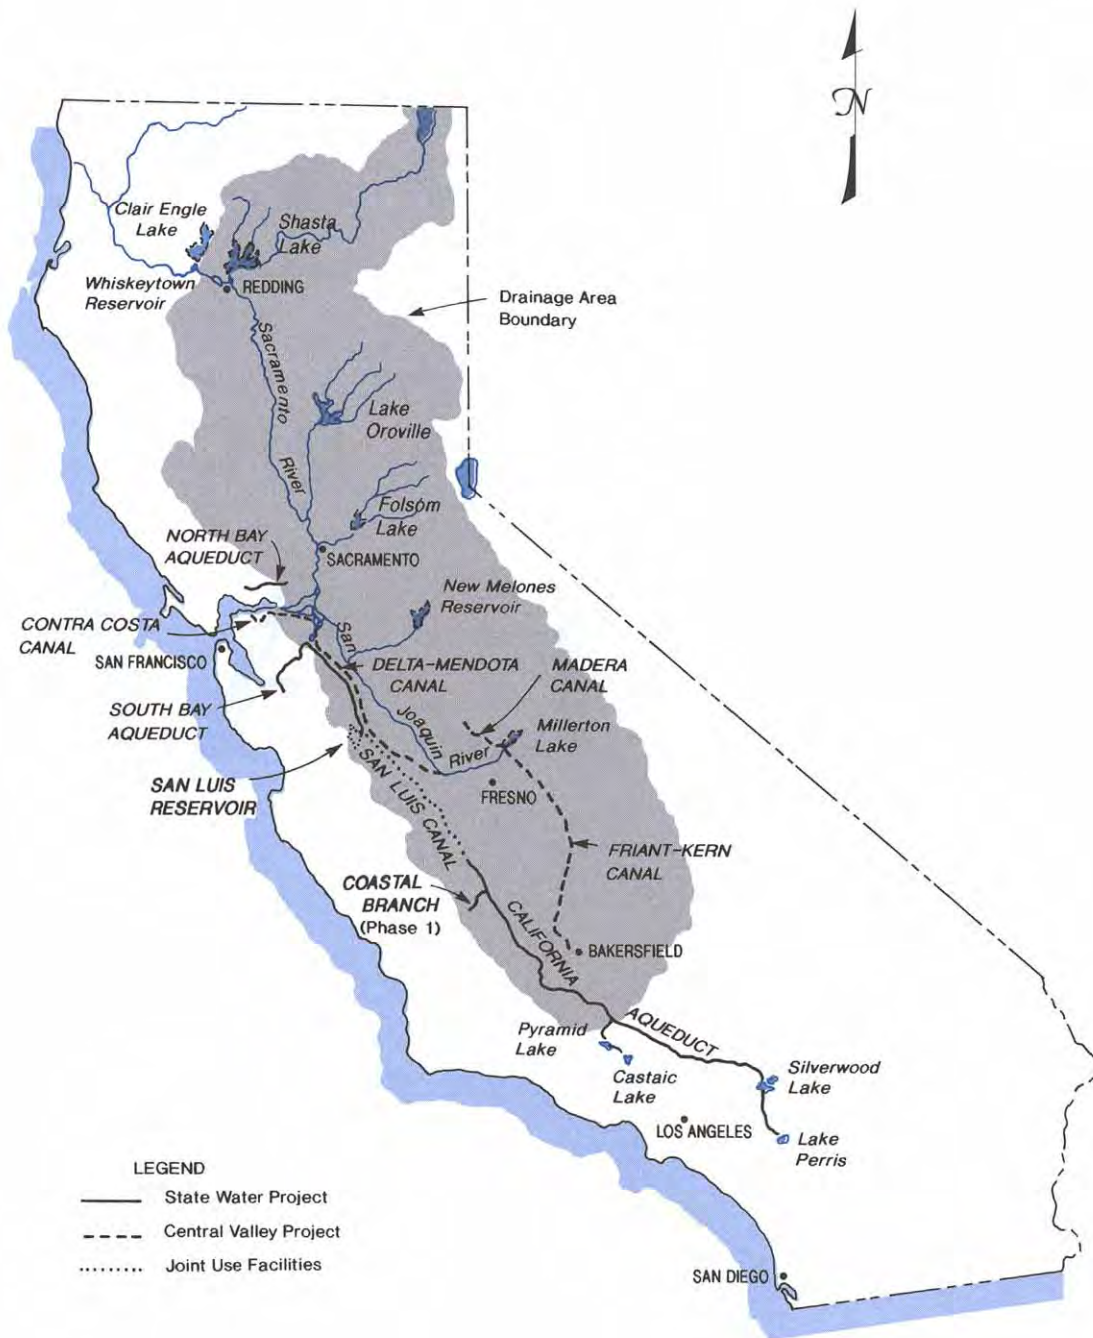 N
Clair Engle
Lake
Shasta
Lake
Whiskeytown
Reservoir
REDDING
Drainage Area
Boundary
Sacramento
River
Lake
Oroville
Folsom
Lake
NORTH BAY
AQUEDUCT
SACRAMENTO
New Melones
Reservoir
CONTRA COSTA
CANAL
SAN FRANCISCO
San
Joaquin
River
DELTA-MENDOTA
CANAL
MADERA
CANAL
SOUTH BAY
AQUEDUCT
Millerton
Lake
SAN LUIS
RESERVOIR
SAN LUIS CANAL
FRESNO
FRIANT-KERN
CANAL
COASTAL
BRANCH
(Phase 1)
CALIFORNIA
AQUEDUCT
BAKERSFIELD
Pyramid
Lake
Castaic
Lake
Silverwood
Lake
LOS ANGELES
Lake
Perris
LEGEND
State Water Project
Central Valley Project
Joint Use Facilities
SAN DIEGO